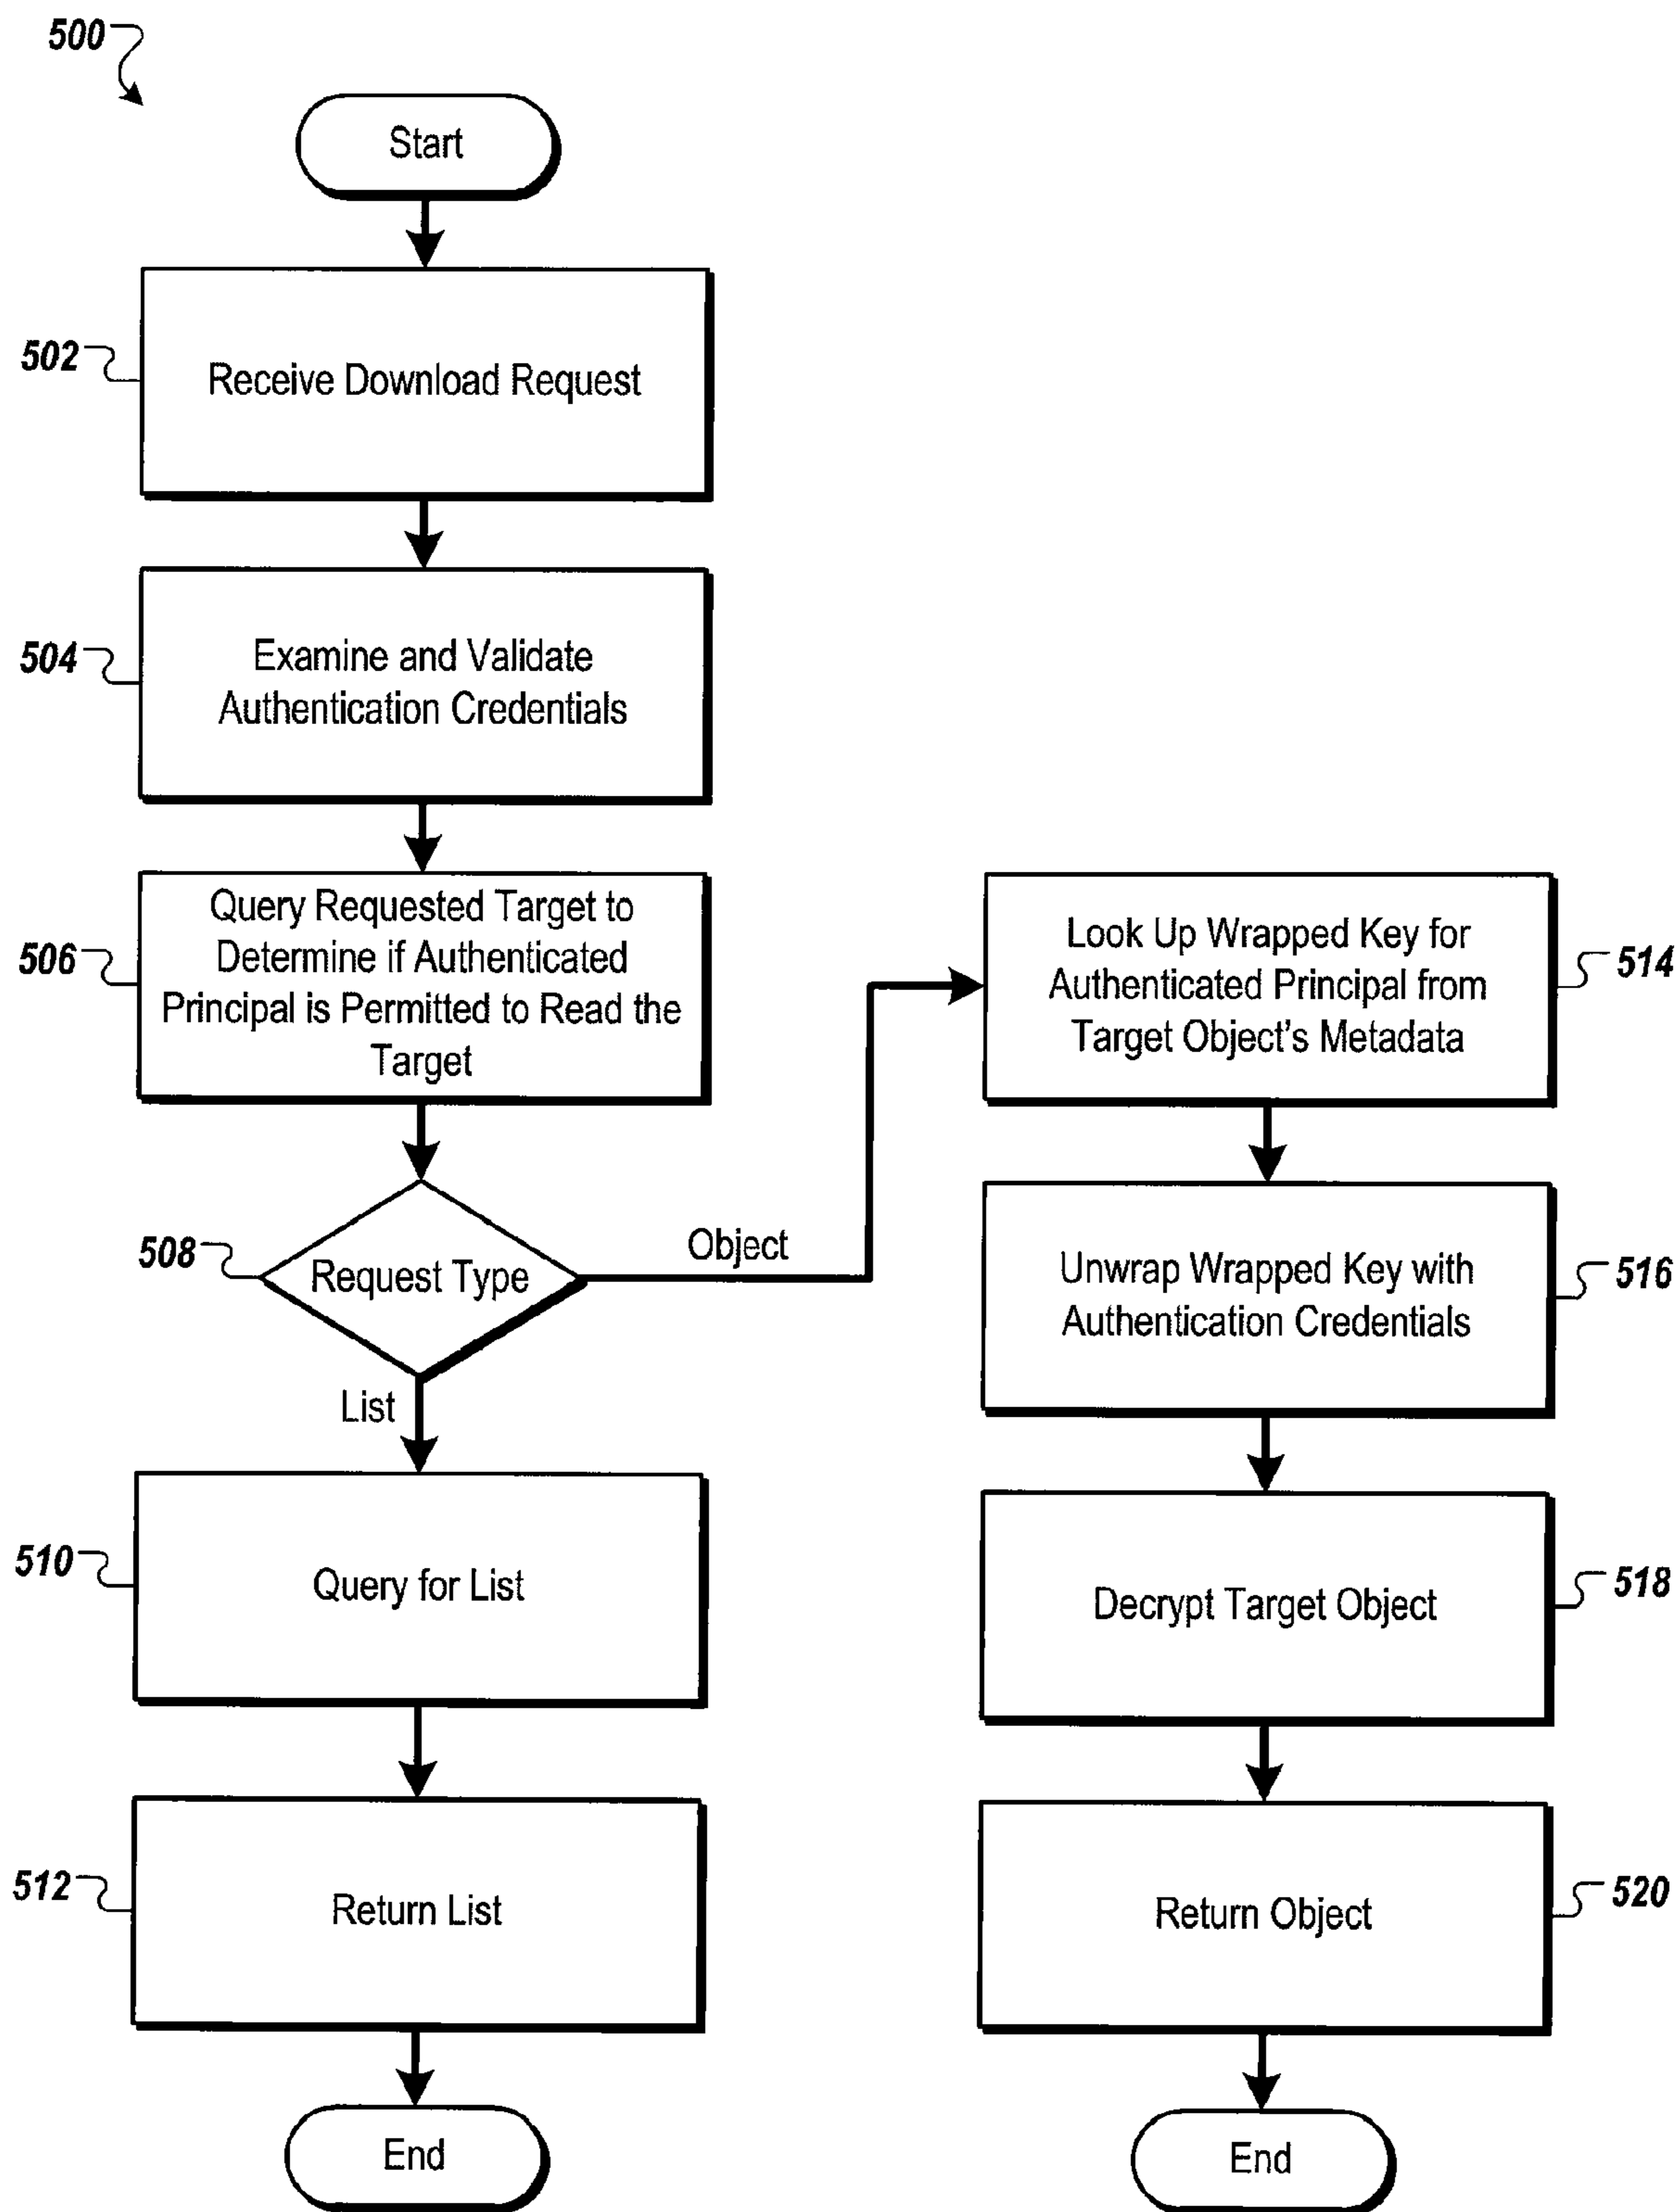 500
Start
502
Receive Download Request
504
Examine and Validate
Authentication Credentials
506
Query Requested Target to
Determine if Authenticated
Principal is Permitted to Read the
Target
508
Request Type
Object
List
510
Query for List
512
Return List
End
514
Look Up Wrapped Key for
Authenticated Principal from
Target Object's Metadata
516
Unwrap Wrapped Key with
Authentication Credentials
518
Decrypt Target Object
520
Return Object
End